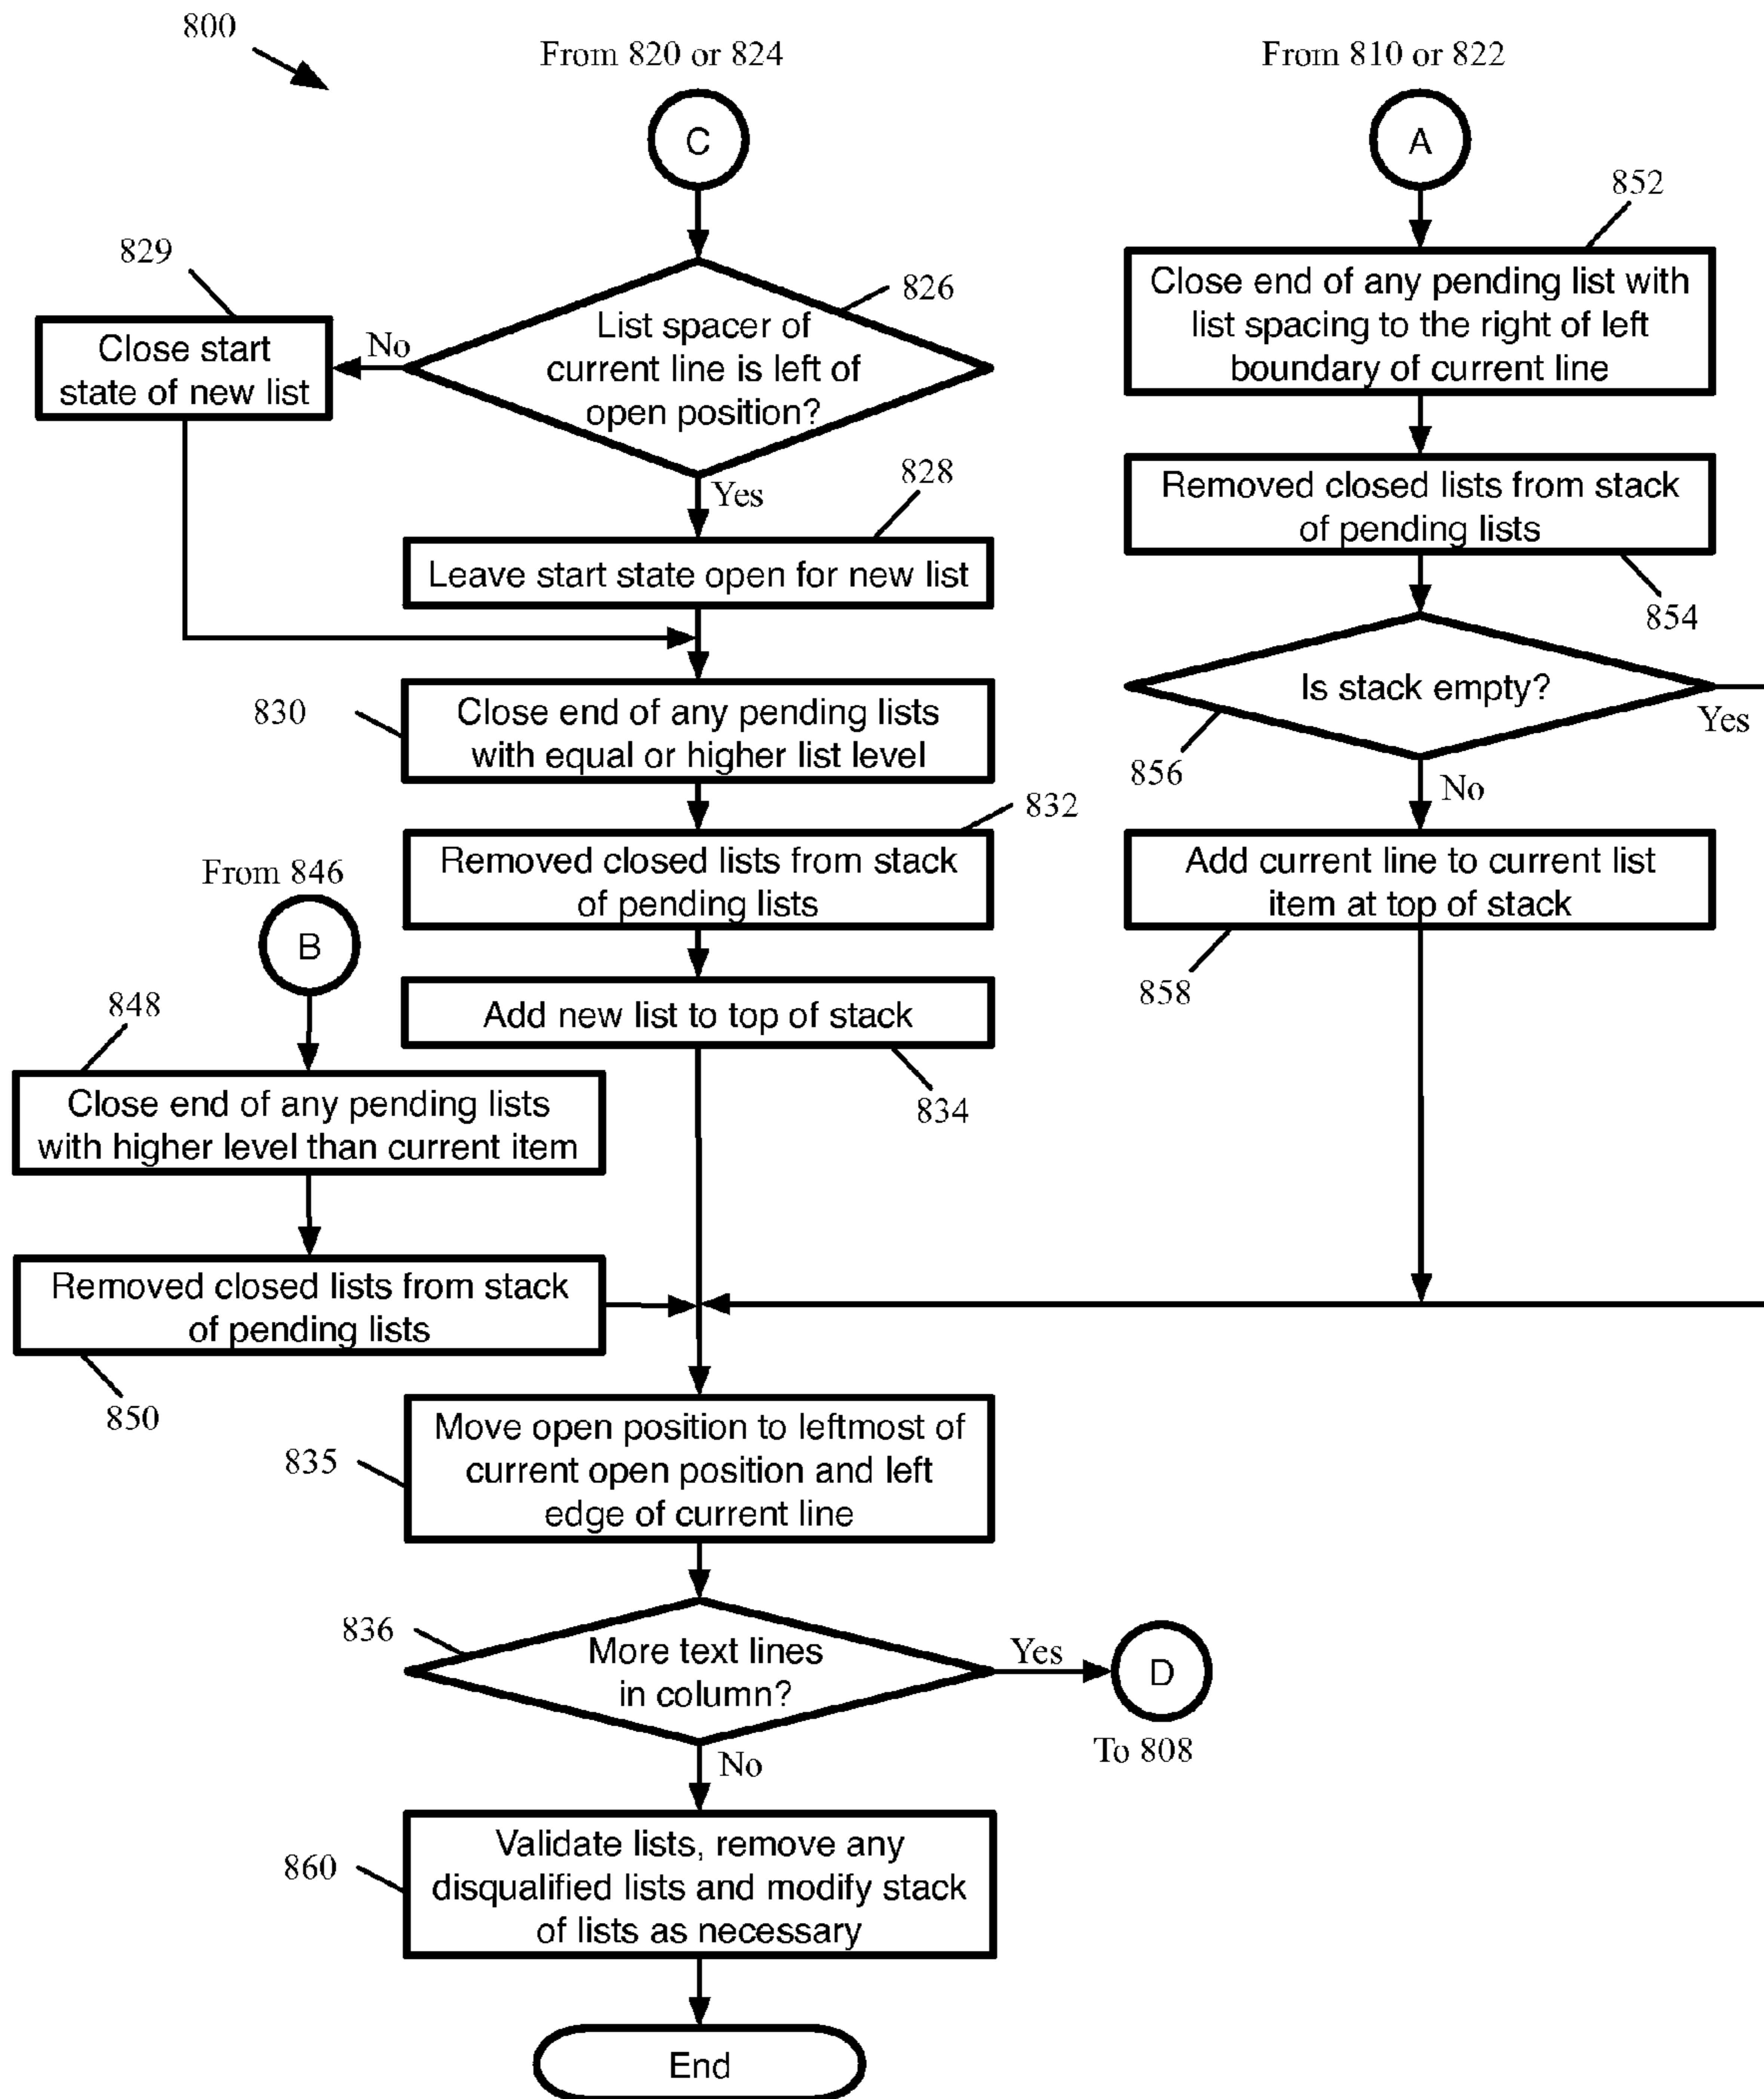 800
From 820 or 824
C
826
List spacer of
current line is left of
open position?
No
829
Close start
state of new list
Yes
828
Leave start state open for new list
830
Close end of any pending lists
with equal or higher list level
832
Removed closed lists from stack
of pending lists
Add new list to top of stack
834
From 846
B
848
Close end of any pending lists
with higher level than current item
Removed closed lists from stack
of pending lists
850
From 810 or 822
A
852
Close end of any pending list with
list spacing to the right of left
boundary of current line
Removed closed lists from stack
of pending lists
854
Is stack empty?
Yes
856
No
Add current line to current list
item at top of stack
858
835
Move open position to leftmost of
current open position and left
edge of current line
836
More text lines
in column?
Yes
D
To 808
No
860
Validate lists, remove any
disqualified lists and modify stack
of lists as necessary
End